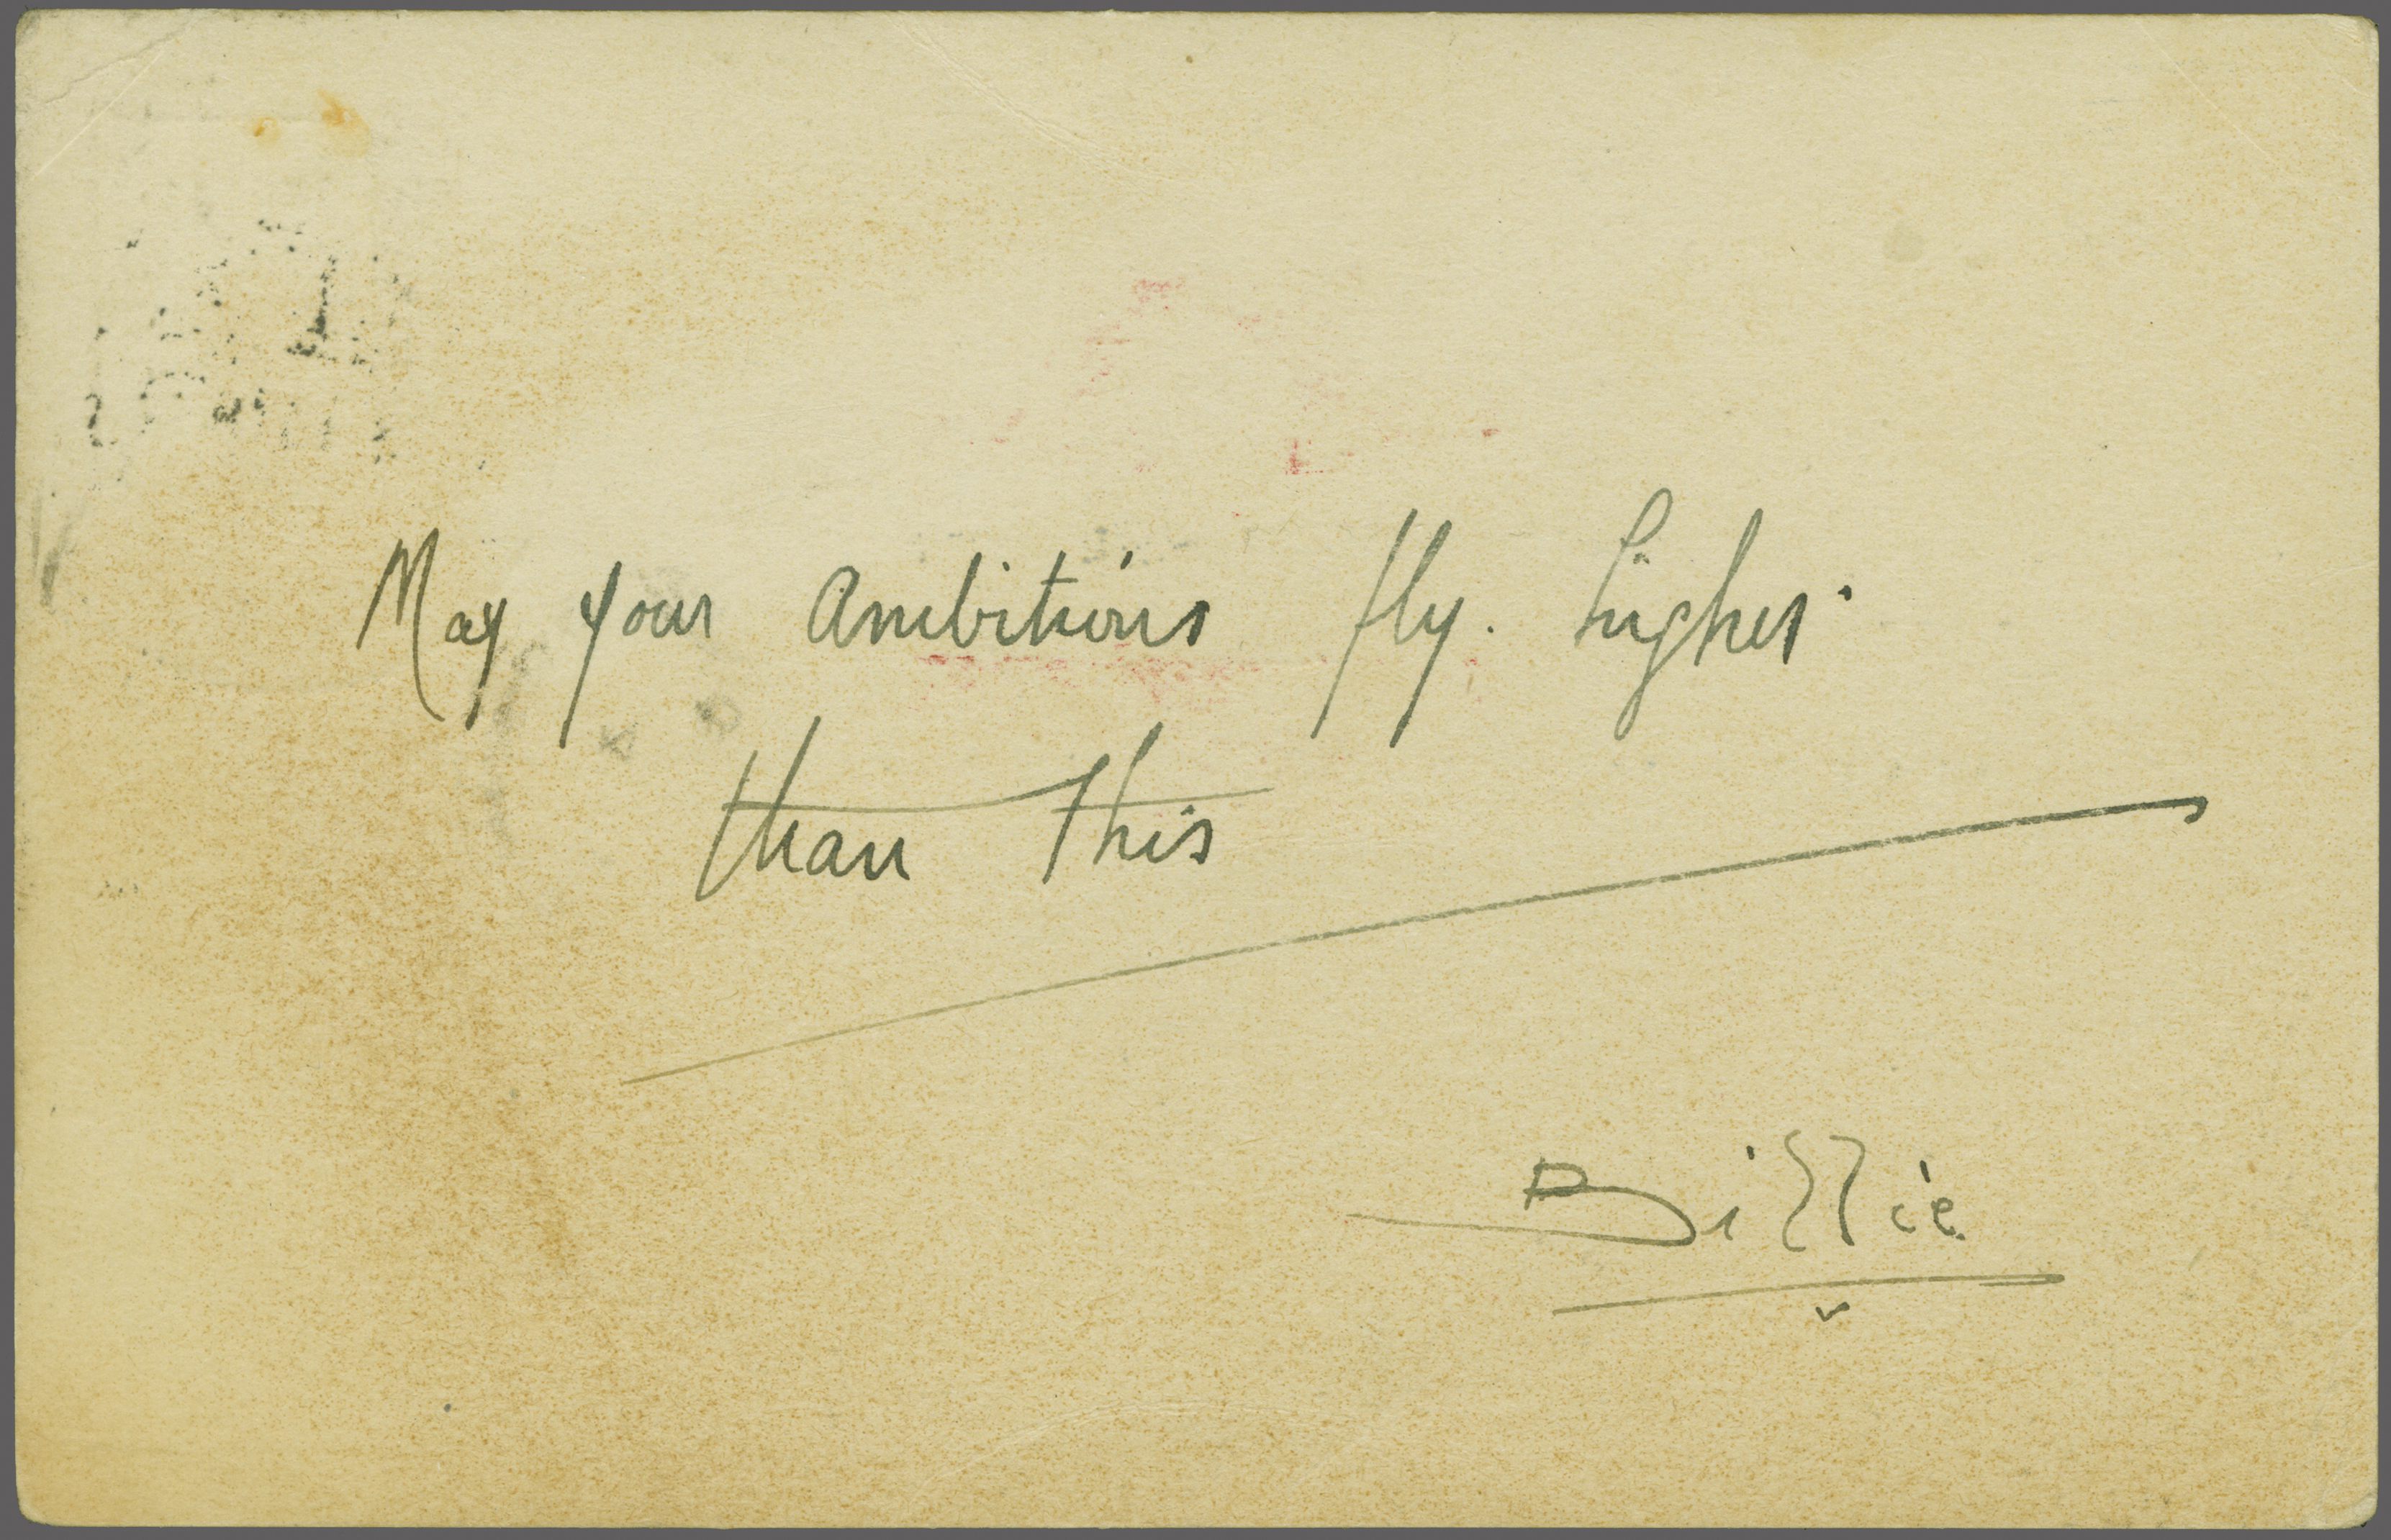 May your Ambitions fly. higher.
than this
Billie